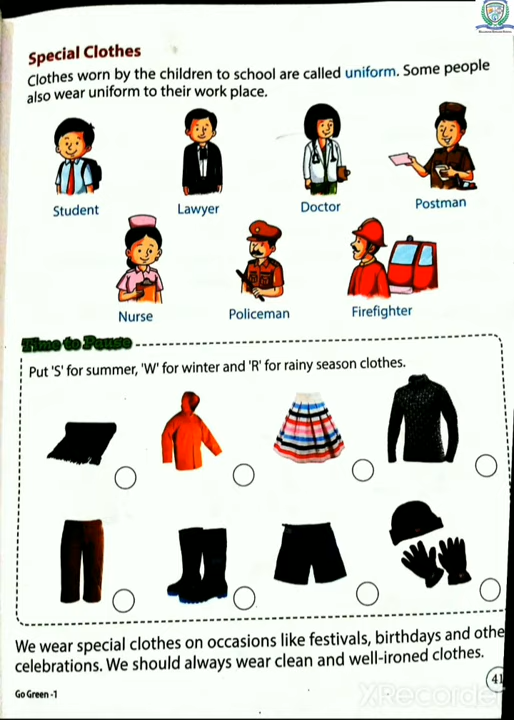 Special Clothes
Clothes worn by the children to school are called uniform. Some people
also wear uniform to their work place.
Student
Lawyer
Doctor
Postman
Nurse
Policeman
Firefighter
Time to Pause
Put 'S' for summer, 'W' for winter and 'R' for rainy season clothes.
We wear special clothes on occasions like festivals, birthdays and othe
celebrations. We should always wear clean and well-ironed clothes.
Go Green -1
41
XRecorder